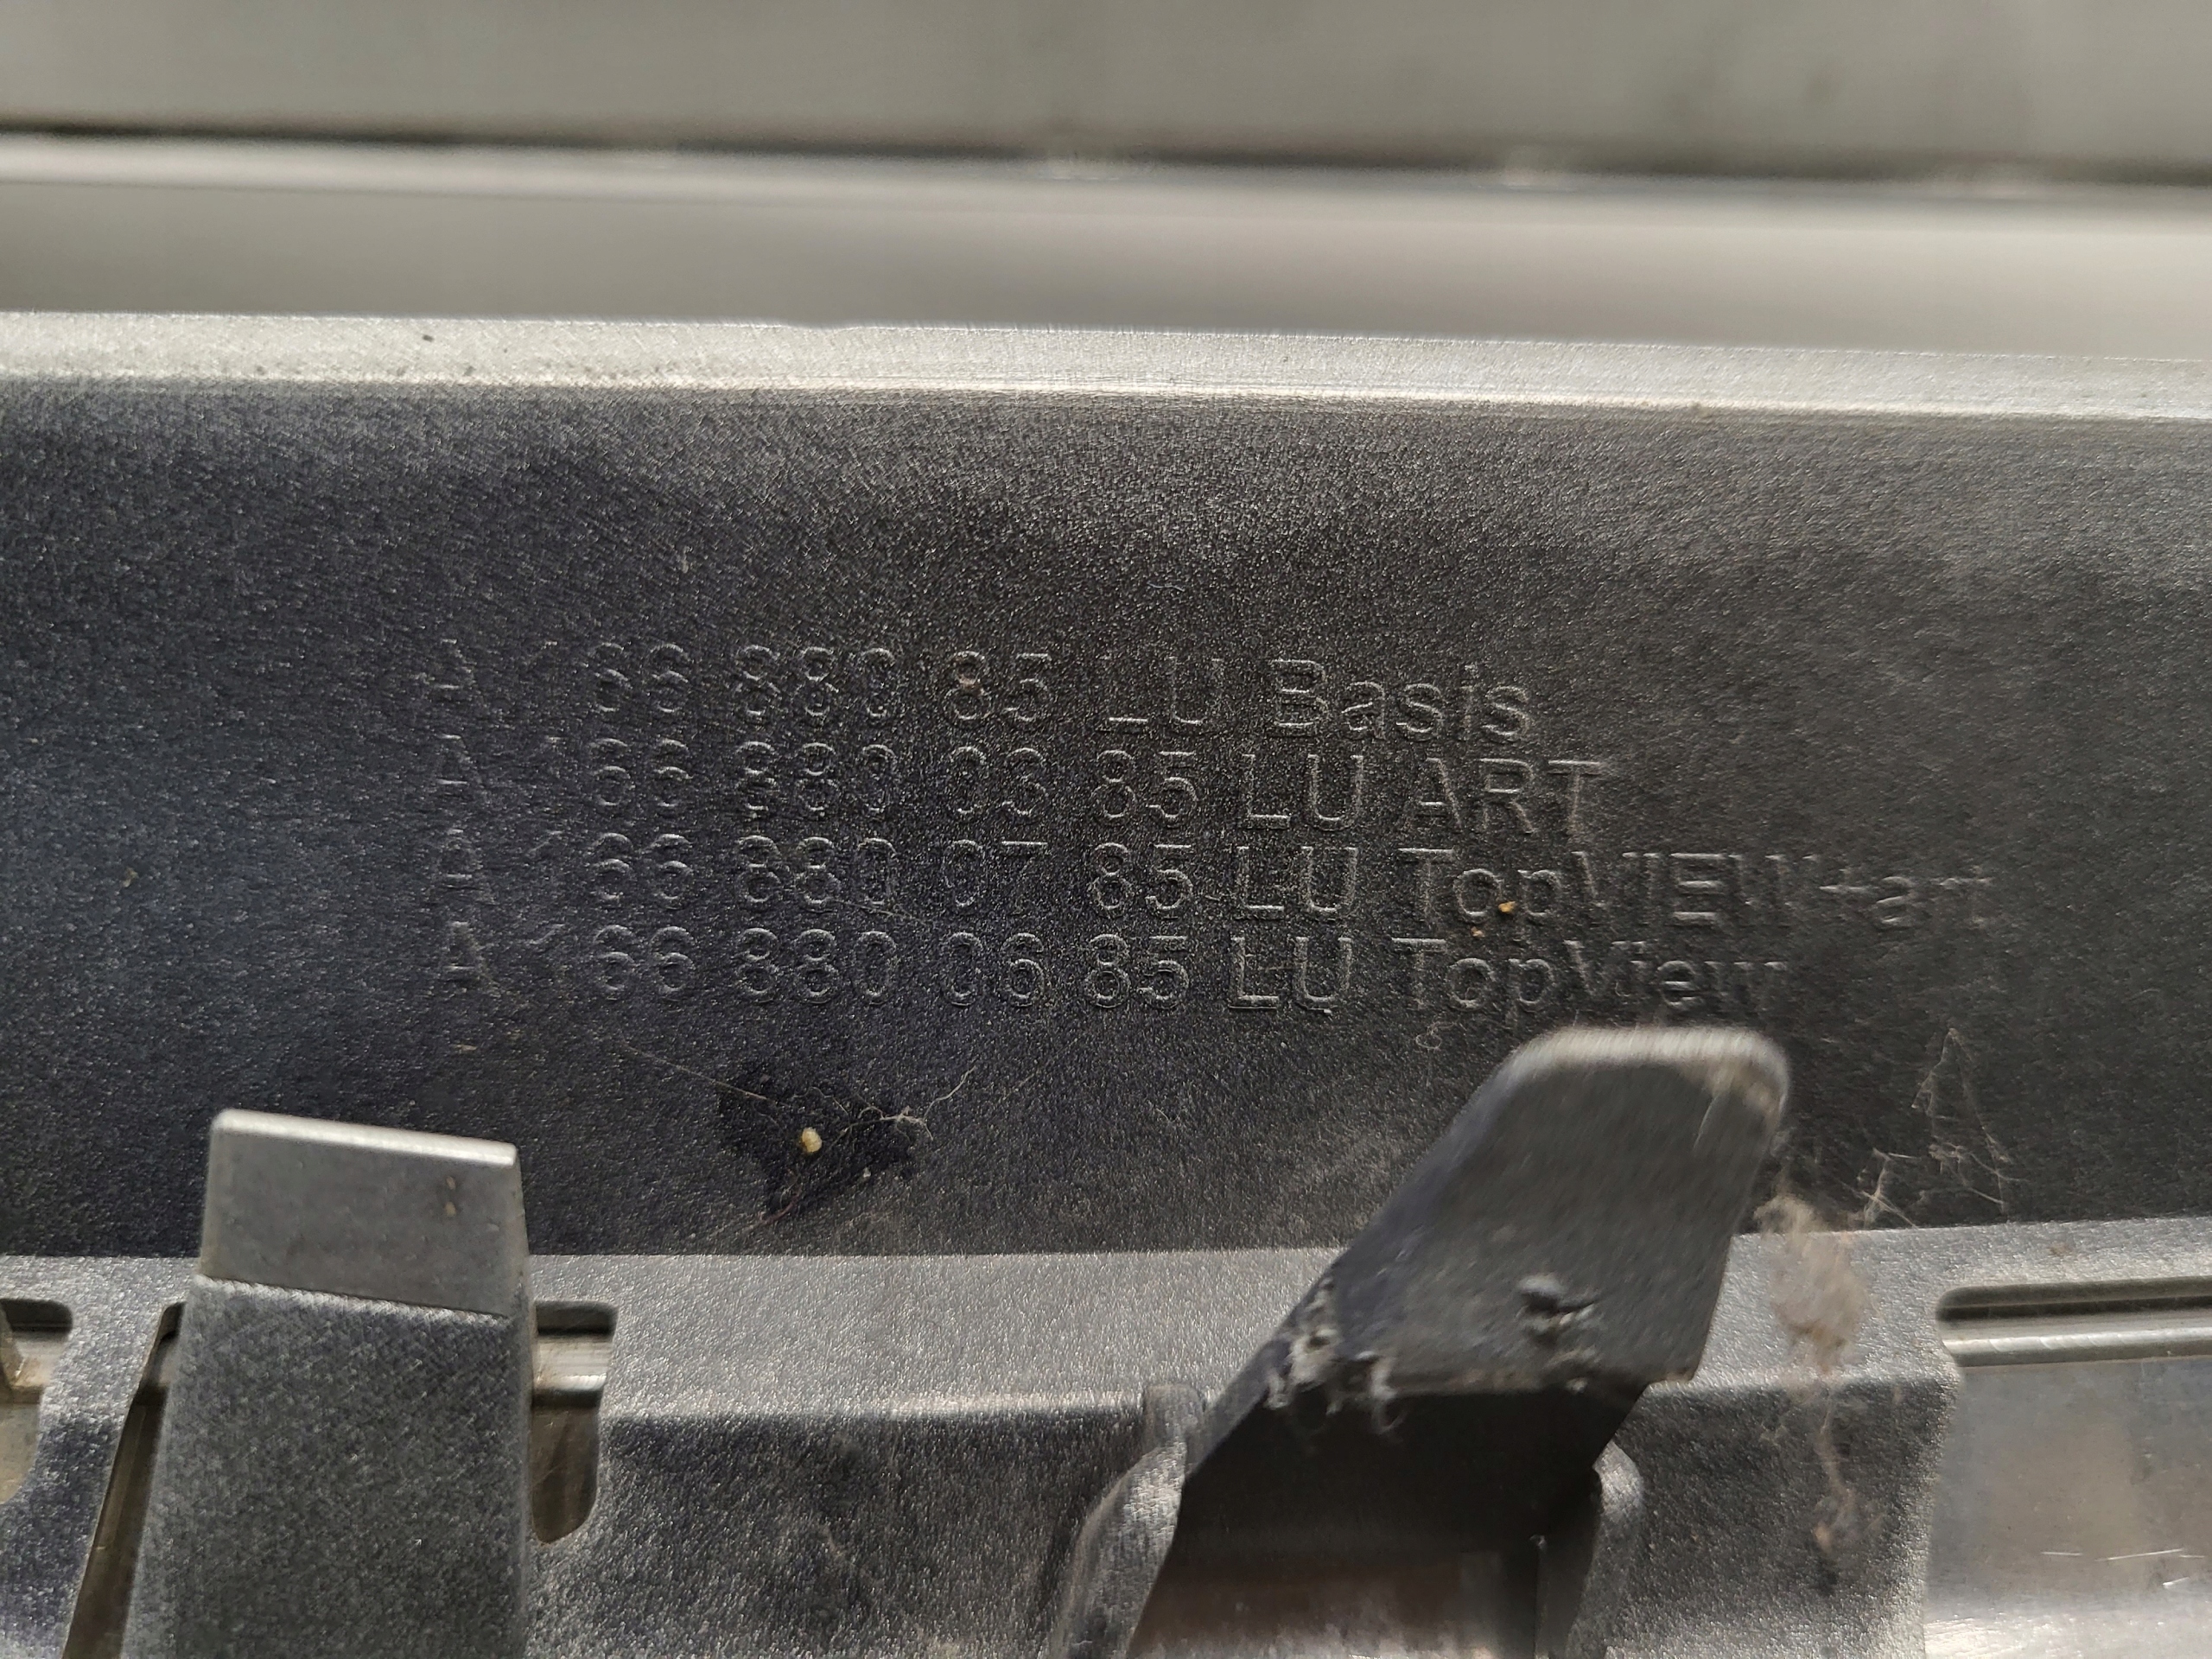 A 166 880 85 LU Basis
A 166 880 03 85 LU ART
A 166 880 07 85 LU TopVIEW+art
A 166 880 06 85 LU TopView